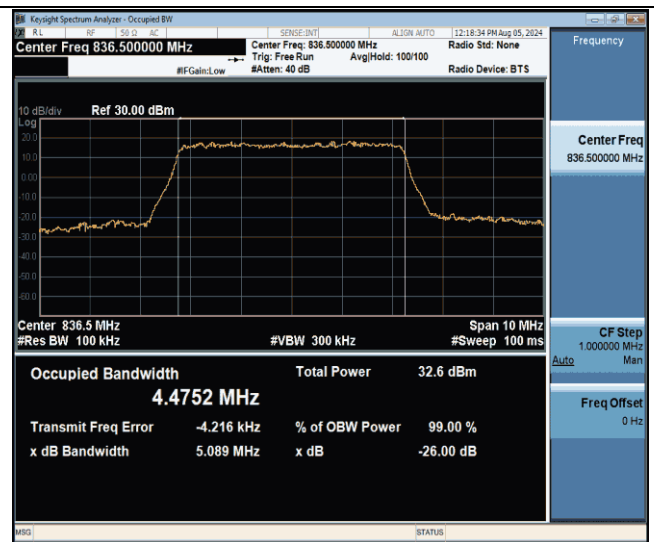 Keysight Spectrum Analyzer - Occupied BW
RL RF 50 Ω AC SENSE:INT ALIGN AUTO 12:18:34 PM Aug 05, 2024
Center Freq 836.500000 MHz Center Freq: 836.500000 MHz Radio Std: None
Trig: Free Run Avg|Hold: 100/100
#IFGain:Low #Atten: 40 dB Radio Device: BTS
10 dB/div Ref 30.00 dBm
Log
20.0
10.0
0.00
-10.0
-20.0
-30.0
-40.0
-50.0
-60.0
Center 836.5 MHz Span 10 MHz
#Res BW 100 kHz #VBW 300 kHz #Sweep 100 ms
Occupied Bandwidth Total Power 32.6 dBm
4.4752 MHz
Transmit Freq Error -4.216 kHz % of OBW Power 99.00 %
x dB Bandwidth 5.089 MHz x dB -26.00 dB
MSG STATUS
Frequency
Center Freq
836.500000 MHz
CF Step
1.000000 MHz
Auto Man
Freq Offset
0 Hz